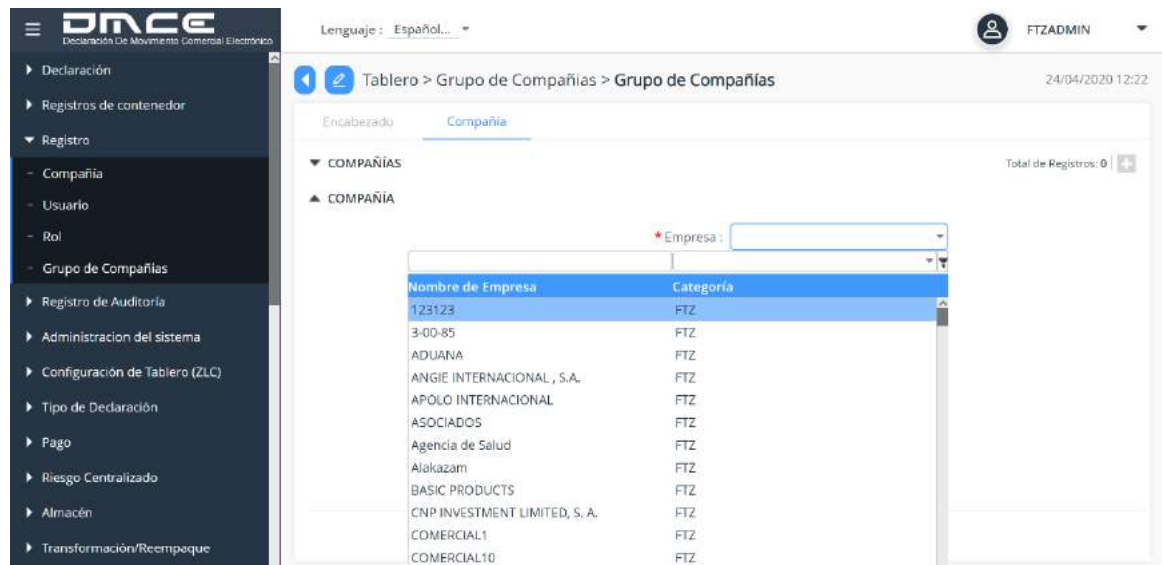 DMCE
Declaración De Movimiento Comercial Electrónico
Lenguaje : Español...
FTZADMIN
Declaración
Registros de contenedor
Registro
Compañía
Usuario
Rol
Grupo de Compañias
Registro de Auditoría
Administracion del sistema
Configuración de Tablero (ZLC)
Tipo de Declaración
Pago
Riesgo Centralizado
Almacén
Transformación/Reempaque
Tablero > Grupo de Compañias > Grupo de Compañías
24/04/2020 12:22
Encabezado Compañía
COMPAÑÍAS
Total de Registros: 0
COMPAÑÍA
* Empresa :
Nombre de Empresa Categoría
123123 FTZ
3-00-85 FTZ
ADUANA FTZ
ANGIE INTERNACIONAL , S.A. FTZ
APOLO INTERNACIONAL FTZ
ASOCIADOS FTZ
Agencia de Salud FTZ
Alakazam FTZ
BASIC PRODUCTS FTZ
CNP INVESTMENT LIMITED, S. A. FTZ
COMERCIAL1 FTZ
COMERCIAL10 FTZ